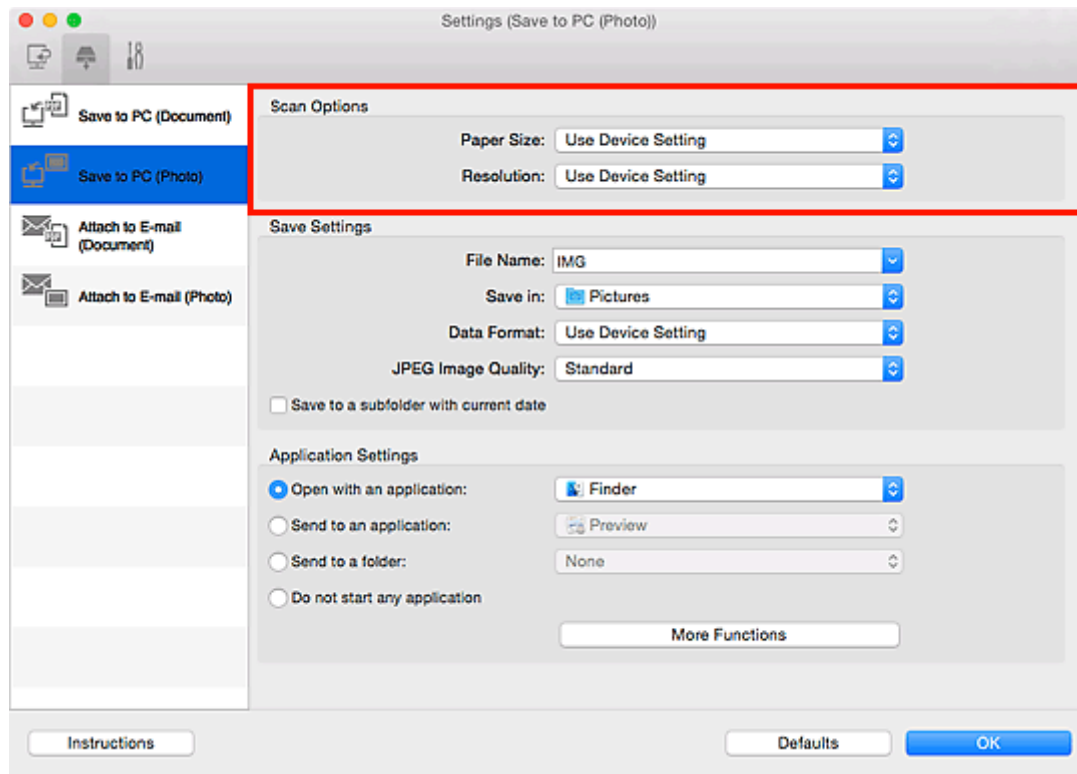 Settings (Save to PC (Photo))
Save to PC (Document)
Save to PC (Photo)
Attach to E-mail
(Document)
Attach to E-mail (Photo)
Scan Options
Paper Size: Use Device Setting
Resolution: Use Device Setting
Save Settings
File Name: IMG
Save in: Pictures
Data Format: Use Device Setting
JPEG Image Quality: Standard
Save to a subfolder with current date
Application Settings
Open with an application: Finder
Send to an application: Preview
Send to a folder: None
Do not start any application
More Functions
Instructions Defaults OK